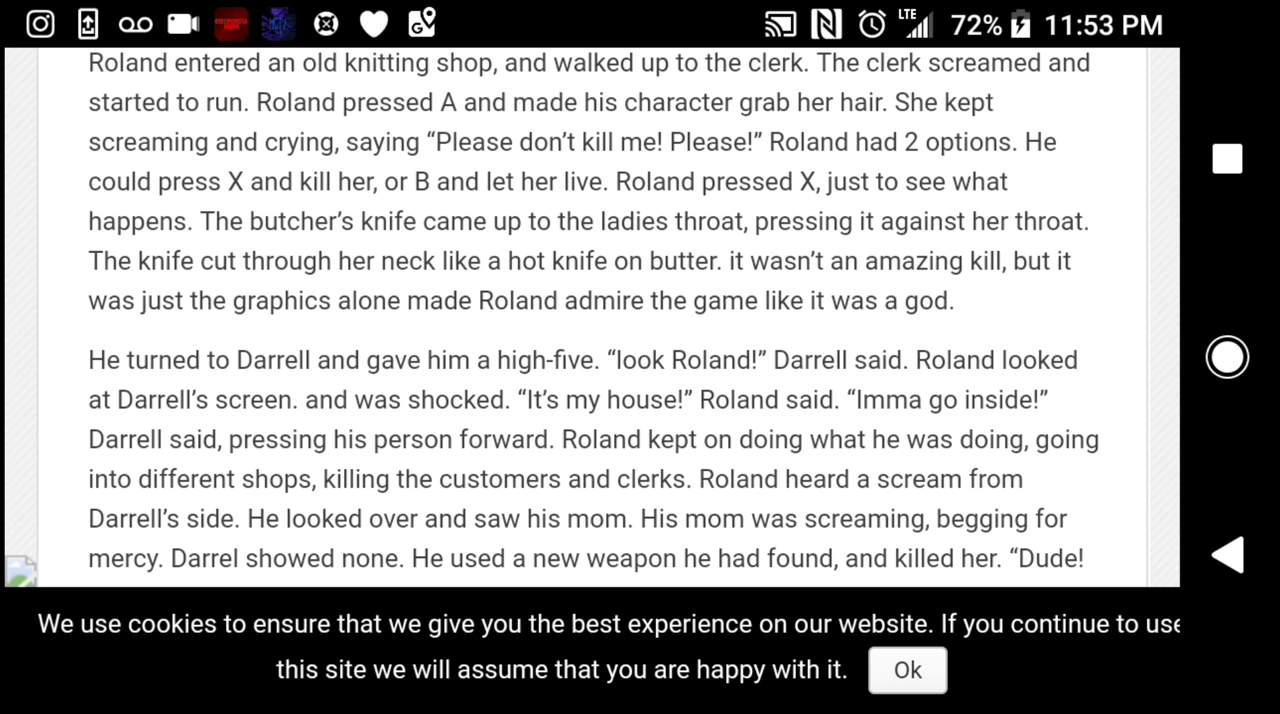 LTE 72% 11:53 PM
Roland entered an old knitting shop, and walked up to the clerk. The clerk screamed and
started to run. Roland pressed A and made his character grab her hair. She kept
screaming and crying, saying “Please don’t kill me! Please!” Roland had 2 options. He
could press X and kill her, or B and let her live. Roland pressed X, just to see what
happens. The butcher’s knife came up to the ladies throat, pressing it against her throat.
The knife cut through her neck like a hot knife on butter. it wasn’t an amazing kill, but it
was just the graphics alone made Roland admire the game like it was a god.
He turned to Darrell and gave him a high-five. “look Roland!” Darrell said. Roland looked
at Darrell’s screen. and was shocked. “It’s my house!” Roland said. “Imma go inside!”
Darrell said, pressing his person forward. Roland kept on doing what he was doing, going
into different shops, killing the customers and clerks. Roland heard a scream from
Darrell’s side. He looked over and saw his mom. His mom was screaming, begging for
mercy. Darrel showed none. He used a new weapon he had found, and killed her. “Dude!
We use cookies to ensure that we give you the best experience on our website. If you continue to use
this site we will assume that you are happy with it. Ok